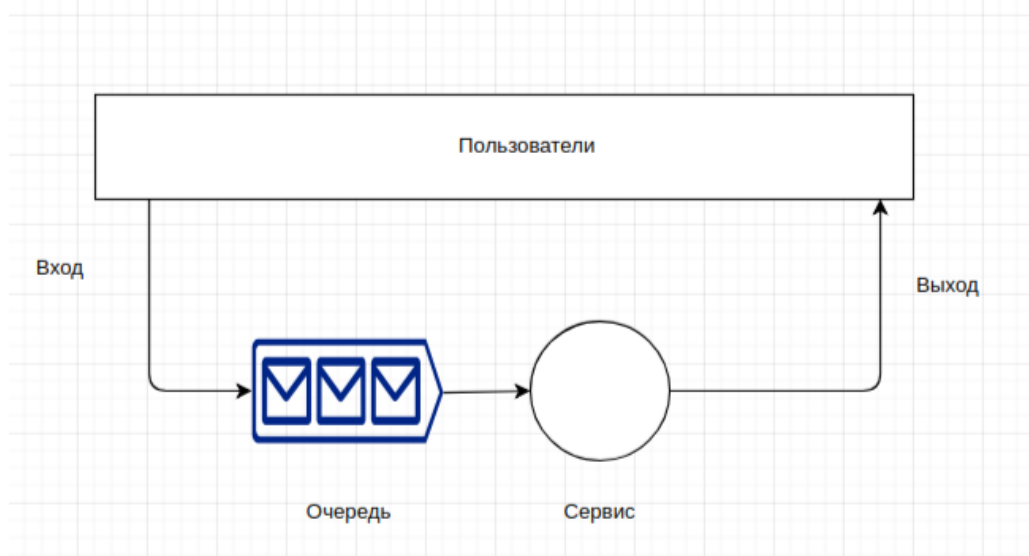 Пользователи
Вход
Выход
Очередь
Сервис